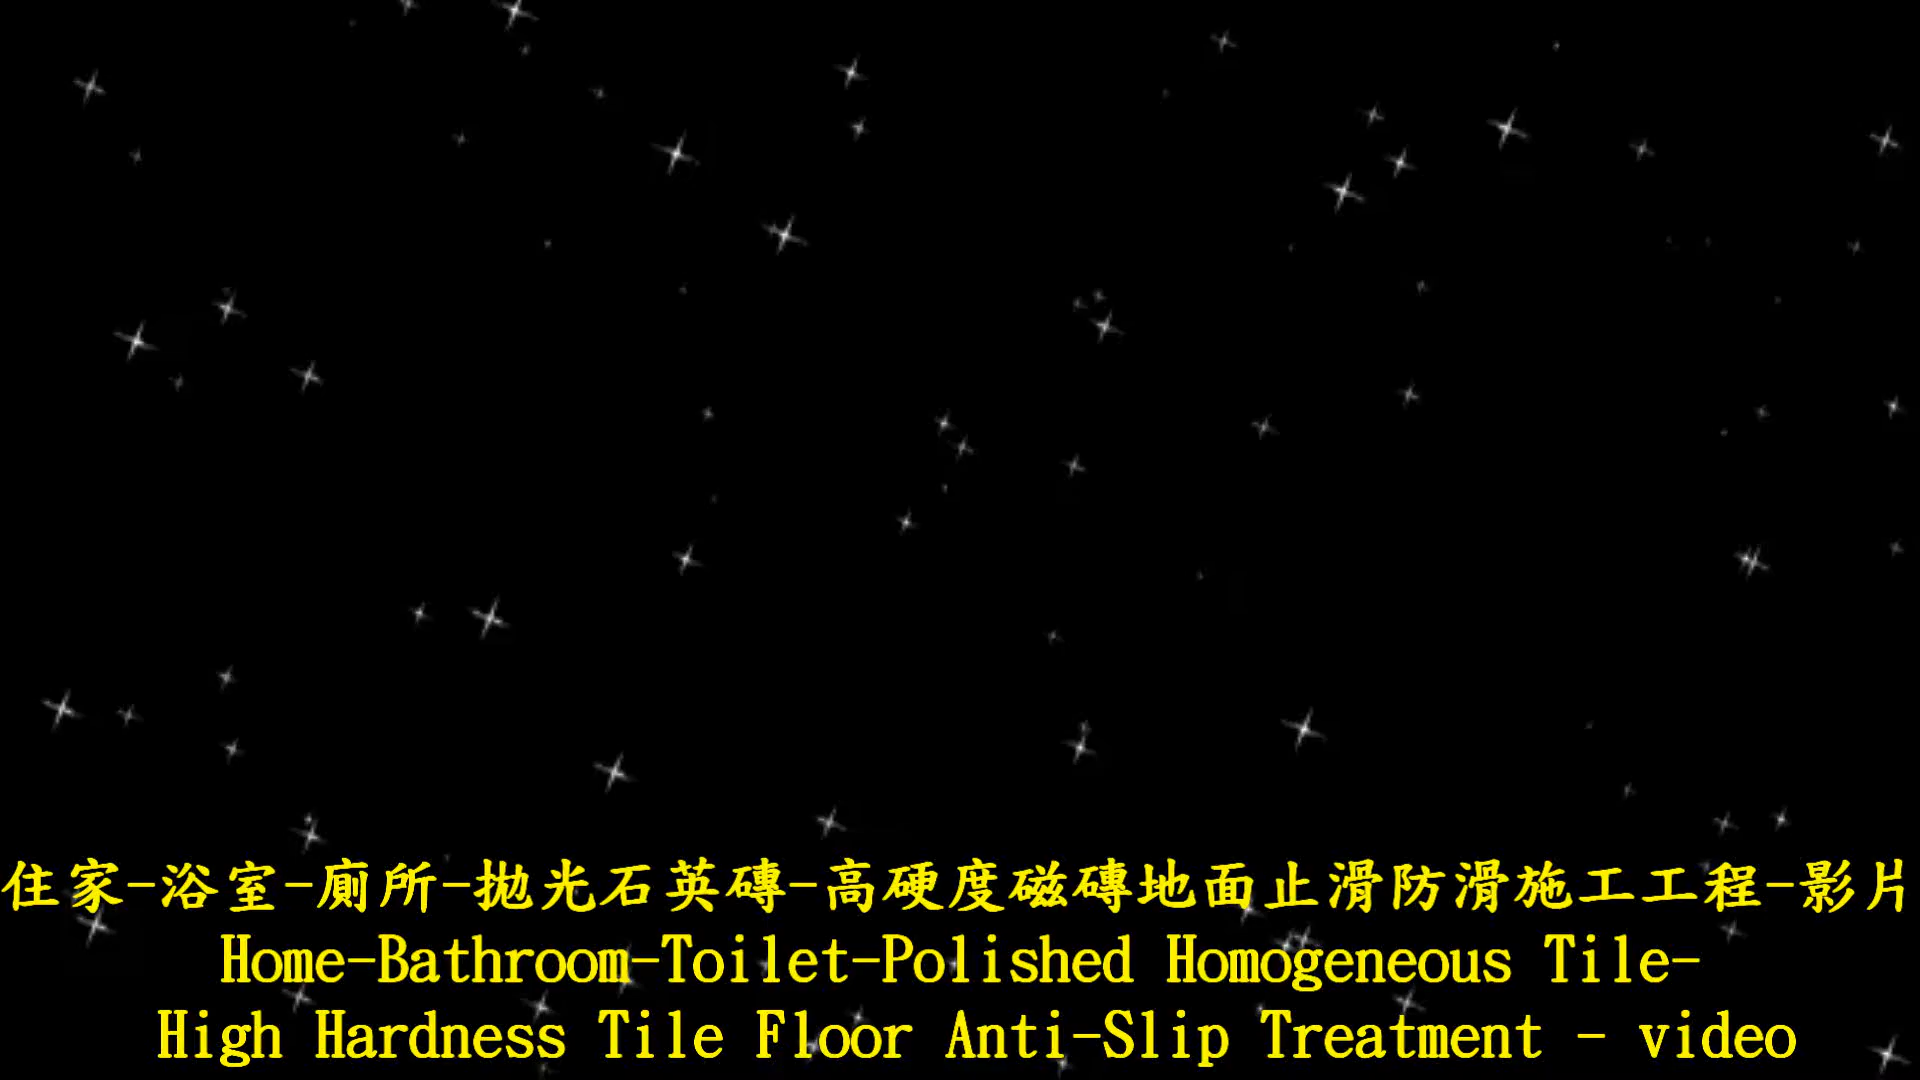 住家-浴室-廁所-拋光石英磚-高硬度磁磚地面止滑防滑施工工程-影片
Home-Bathroom-Toilet-Polished Homogeneous Tile-
High Hardness Tile Floor Anti-Slip Treatment - video